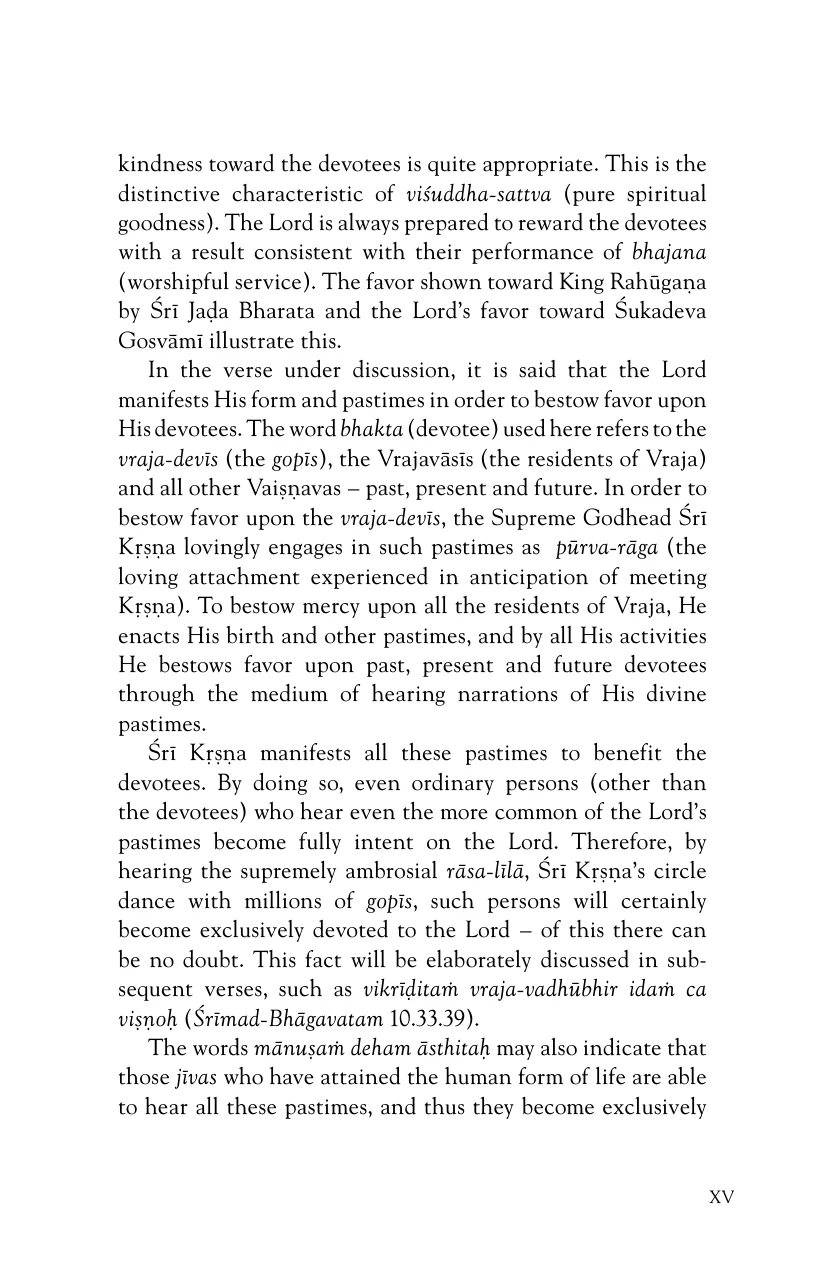 kindness toward the devotees is quite appropriate. This is the
distinctive characteristic of viśuddha-sattva (pure spiritual
goodness). The Lord is always prepared to reward the devotees
with a result consistent with their performance of bhajana
(worshipful service). The favor shown toward King Rahūgaṇa
by Śrī Jaḍa Bharata and the Lord’s favor toward Śukadeva
Gosvāmī illustrate this.
In the verse under discussion, it is said that the Lord
manifests His form and pastimes in order to bestow favor upon
His devotees. The word bhakta (devotee) used here refers to the
vraja-devīs (the gopīs), the Vrajavāsīs (the residents of Vraja)
and all other Vaiṣṇavas – past, present and future. In order to
bestow favor upon the vraja-devīs, the Supreme Godhead Śrī
Kṛṣṇa lovingly engages in such pastimes as pūrva-rāga (the
loving attachment experienced in anticipation of meeting
Kṛṣṇa). To bestow mercy upon all the residents of Vraja, He
enacts His birth and other pastimes, and by all His activities
He bestows favor upon past, present and future devotees
through the medium of hearing narrations of His divine
pastimes.
Śrī Kṛṣṇa manifests all these pastimes to benefit the
devotees. By doing so, even ordinary persons (other than
the devotees) who hear even the more common of the Lord’s
pastimes become fully intent on the Lord. Therefore, by
hearing the supremely ambrosial rāsa-līlā, Śrī Kṛṣṇa’s circle
dance with millions of gopīs, such persons will certainly
become exclusively devoted to the Lord – of this there can
be no doubt. This fact will be elaborately discussed in sub-
sequent verses, such as vikrīḍitaṁ vraja-vadhūbhir idaṁ ca
viṣṇoḥ (Śrīmad-Bhāgavatam 10.33.39).
The words mānuṣaṁ deham āsthitaḥ may also indicate that
those jīvas who have attained the human form of life are able
to hear all these pastimes, and thus they become exclusively
XV